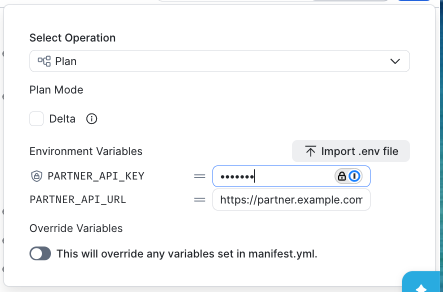 Select Operation
Plan
Plan Mode
Delta
Environment Variables
Import .env file
PARTNER_API_KEY = •••••••
PARTNER_API_URL = https://partner.example.com
Override Variables
This will override any variables set in manifest.yml.